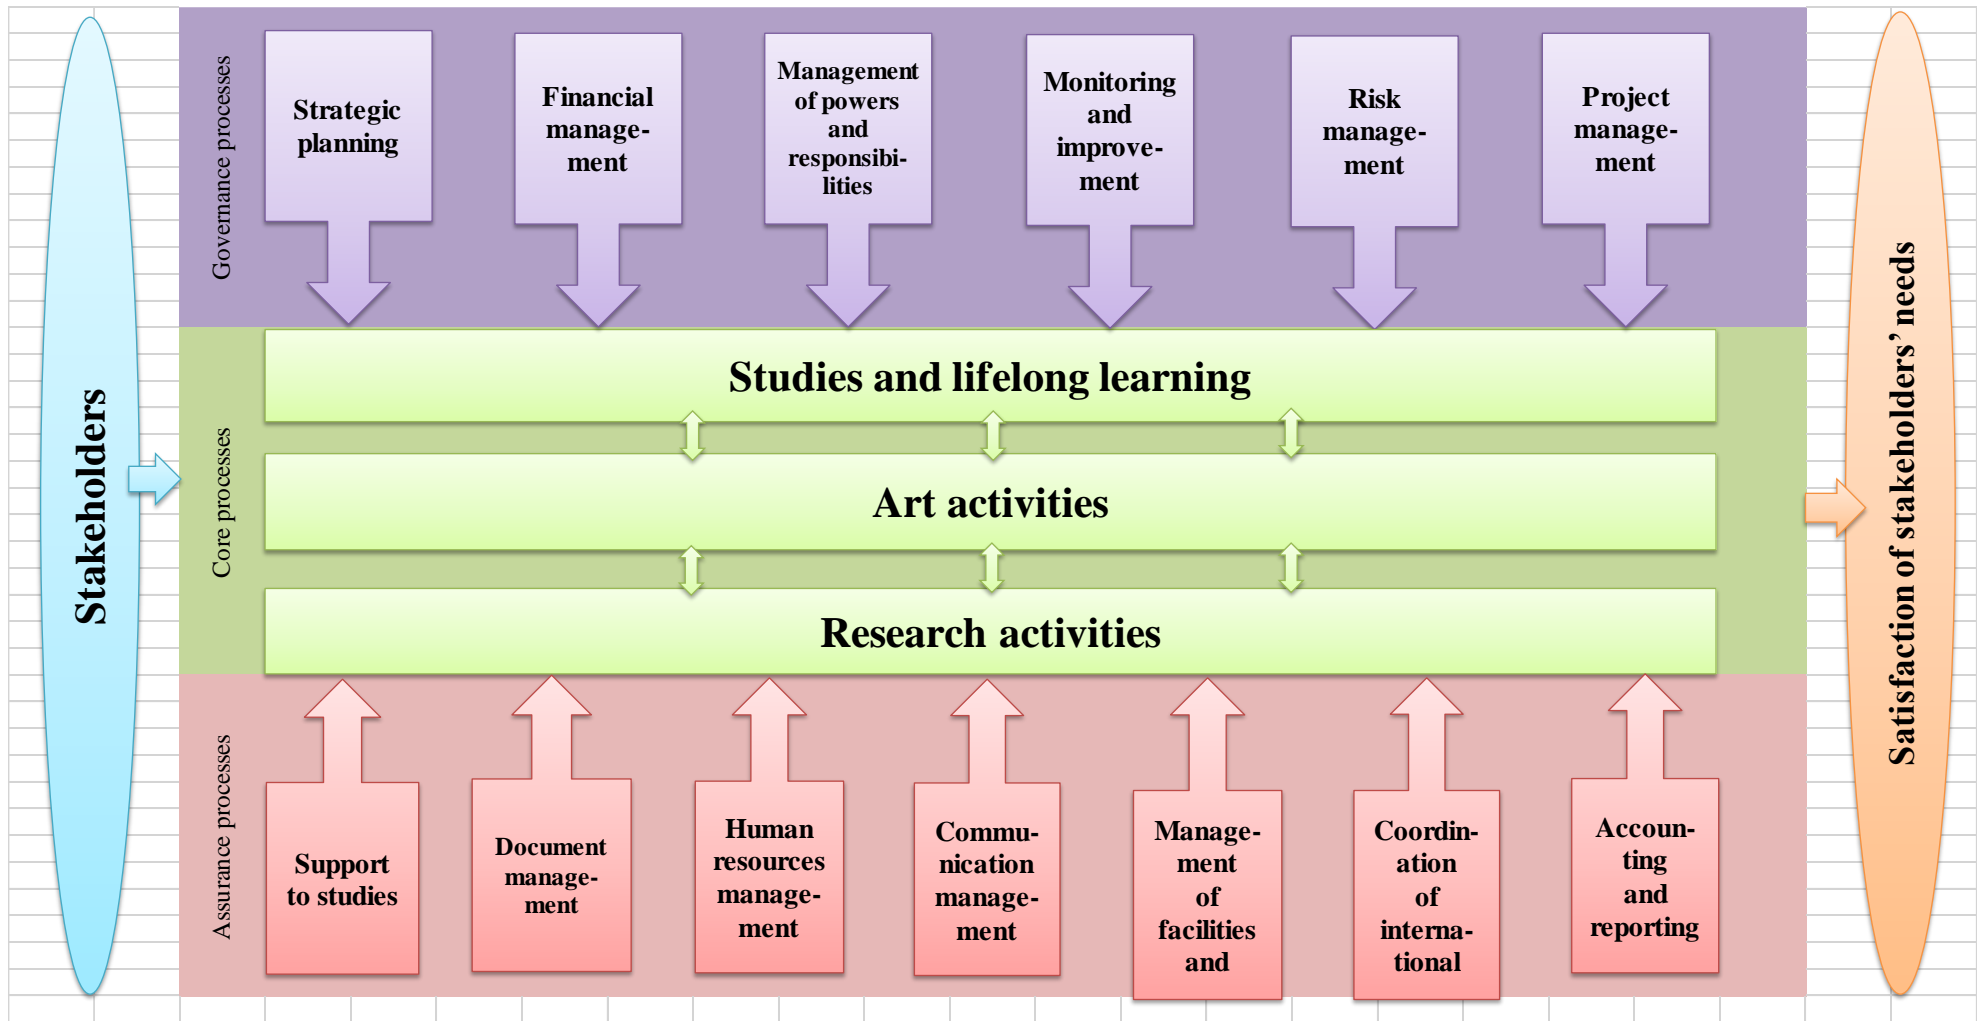 Stakeholders
Governance processes
Strategic
planning
Financial
manage-
ment
Management
of powers
and
responsibi-
lities
Monitoring
and
improve-
ment
Risk
manage-
ment
Project
manage-
ment
Core processes
Studies and lifelong learning
Art activities
Research activities
Assurance processes
Support
to studies
Document
manage-
ment
Human
resources
manage-
ment
Commu-
nication
manage-
ment
Manage-
ment
of
facilities
and
Coordin-
ation
of
interna-
tional
Accoun-
ting
and
reporting
Satisfaction of stakeholders’ needs